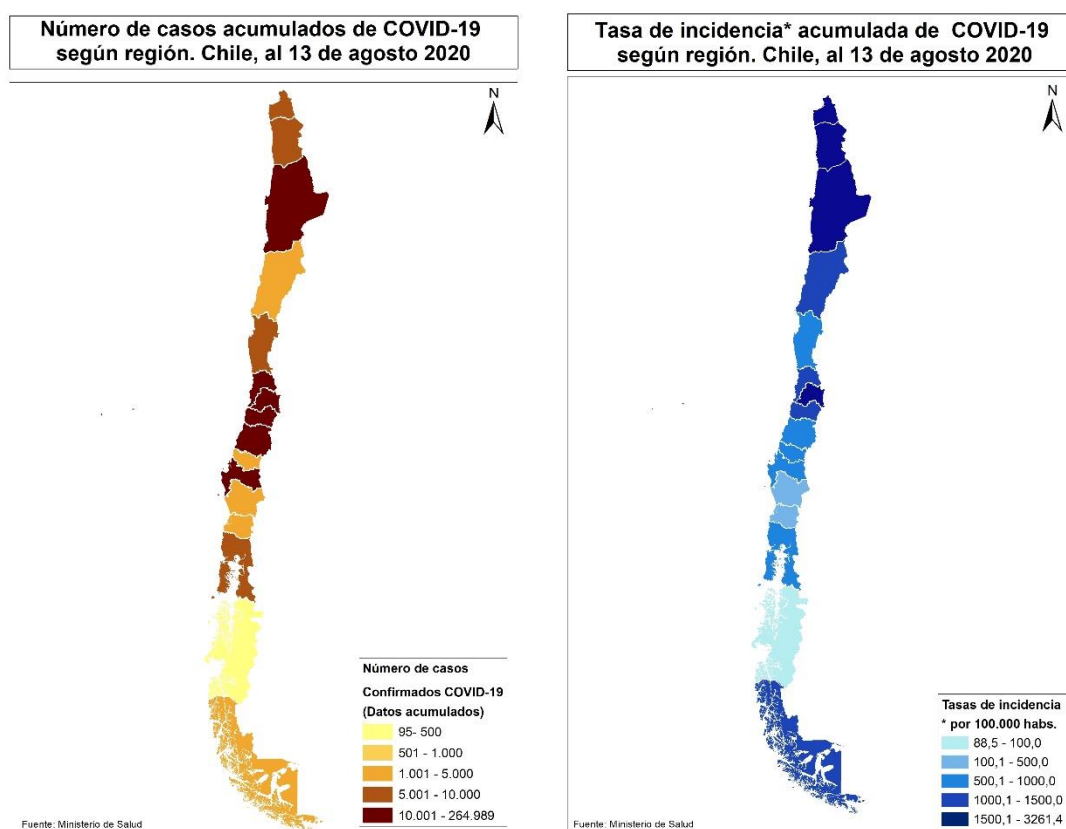 Número de casos acumulados de COVID-19
según región. Chile, al 13 de agosto 2020
N
Número de casos
Confirmados COVID-19
(Datos acumulados)
95- 500
501 - 1.000
1.001 - 5.000
5.001 - 10.000
10.001 - 264.989
Fuente: Ministerio de Salud
Tasa de incidencia* acumulada de COVID-19
según región. Chile, al 13 de agosto 2020
N
Tasas de incidencia
* por 100.000 habs.
88,5 - 100,0
100,1 - 500,0
500,1 - 1000,0
1000,1 - 1500,0
1500,1 - 3261,4
Fuente: Ministerio de Salud